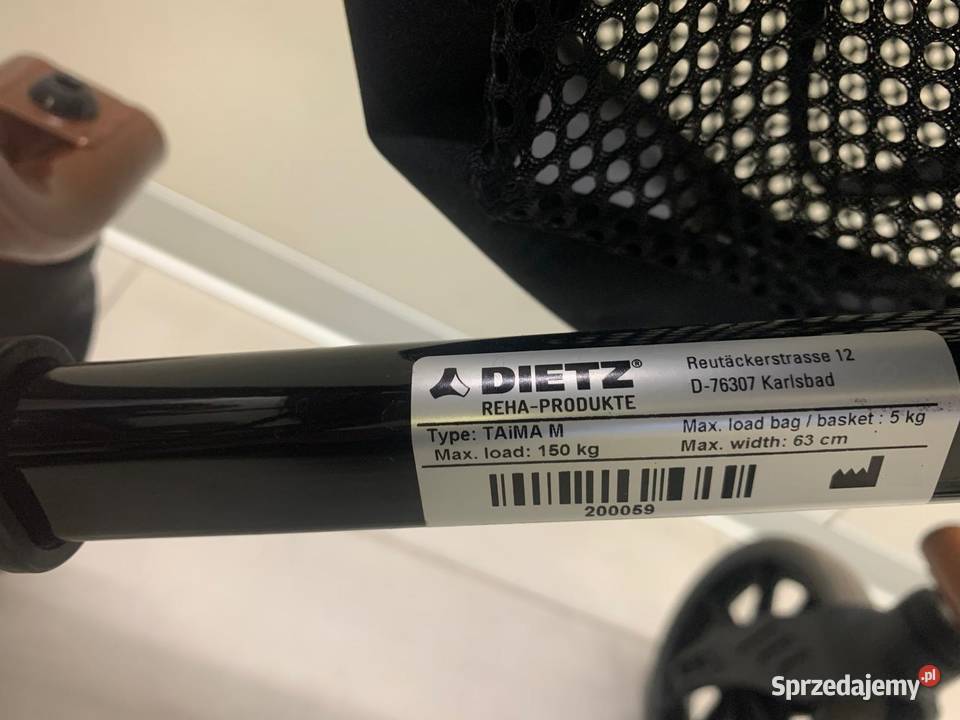 DIETZ®
REHA-PRODUKTE
Reutäckerstrasse 12
D-76307 Karlsbad
Type: TAiMA M
Max. load: 150 kg
Max. load bag / basket : 5 kg
Max. width: 63 cm
200059
Sprzedajemy.pl